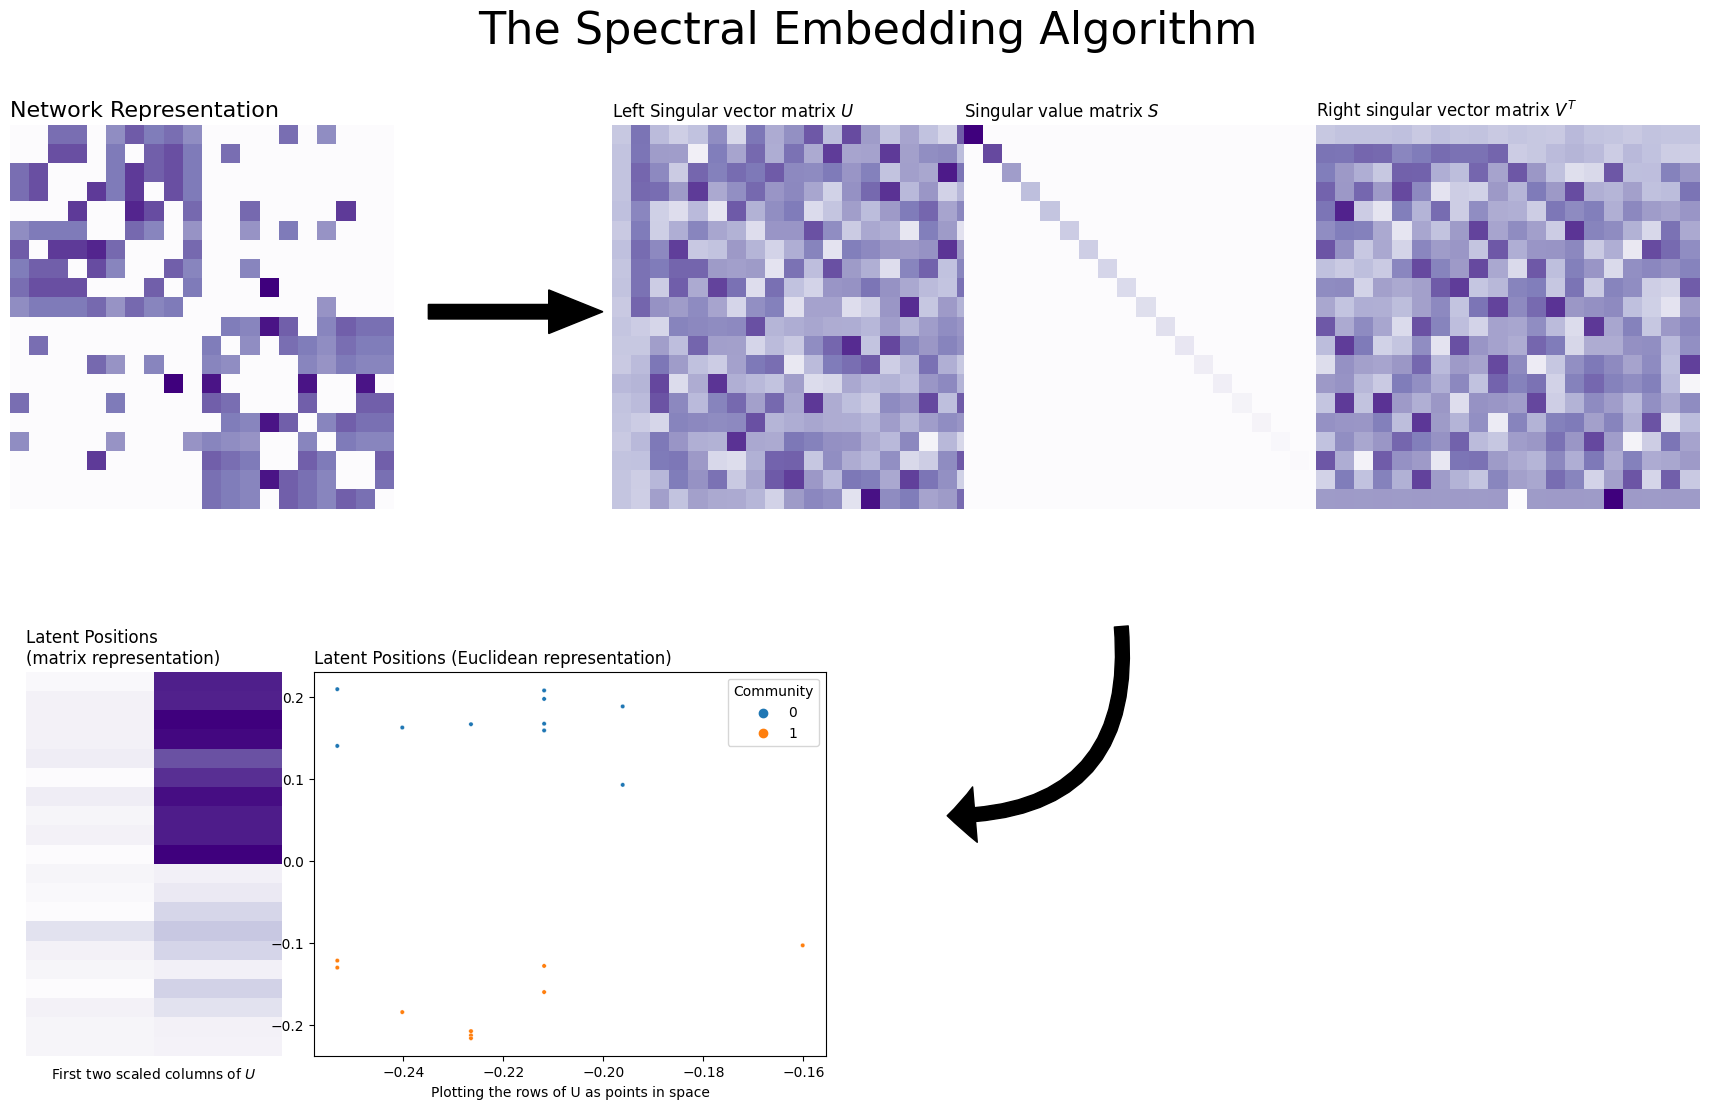 The Spectral Embedding Algorithm
Network Representation
Left Singular vector matrix U
Singular value matrix S
Right singular vector matrix V^T
Latent Positions
(matrix representation)
First two scaled columns of U
Latent Positions (Euclidean representation)
Community
0
1
0.2
0.1
0.0
−0.1
−0.2
−0.24
−0.22
−0.20
−0.18
−0.16
Plotting the rows of U as points in space